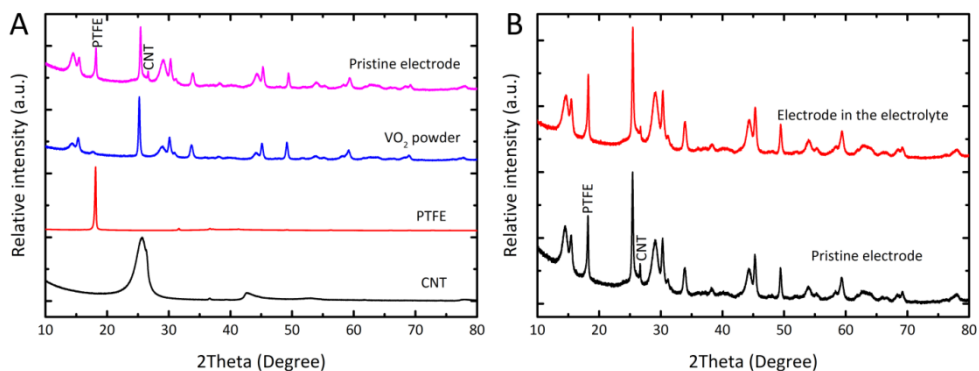 A
Relative intensity (a.u.)
PTFE
CNT
Pristine electrode
VO₂ powder
PTFE
CNT
10 20 30 40 50 60 70 80
2Theta (Degree)
B
Relative intensity (a.u.)
Electrode in the electrolyte
PTFE
CNT
Pristine electrode
10 20 30 40 50 60 70 80
2Theta (Degree)